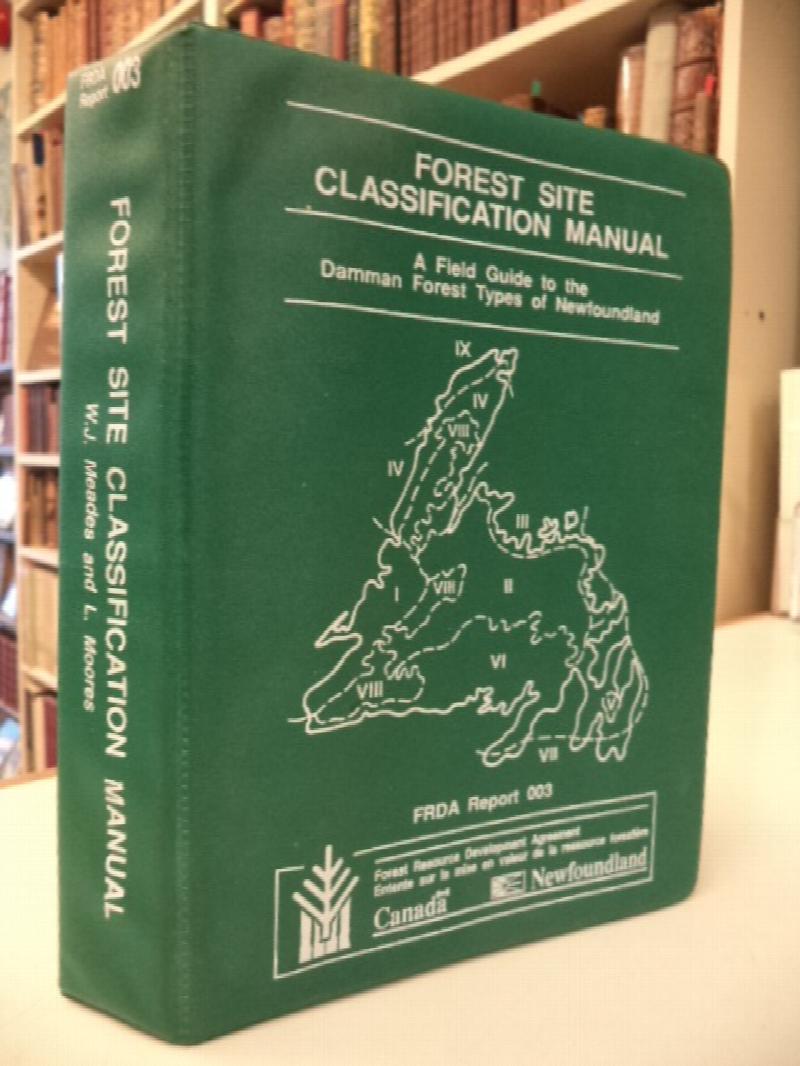 FRDA
Report 003
FOREST SITE CLASSIFICATION MANUAL
W.J. Meades and L. Moores
FOREST SITE
CLASSIFICATION MANUAL
A Field Guide to the
Damman Forest Types of Newfoundland
IX
IV
VIII
IV
III
I
VIII
II
VI
VIII
V
VII
FRDA Report 003
Forest Resource Development Agreement
Entente sur la mise en valeur de la ressource forestière
Canada
Newfoundland